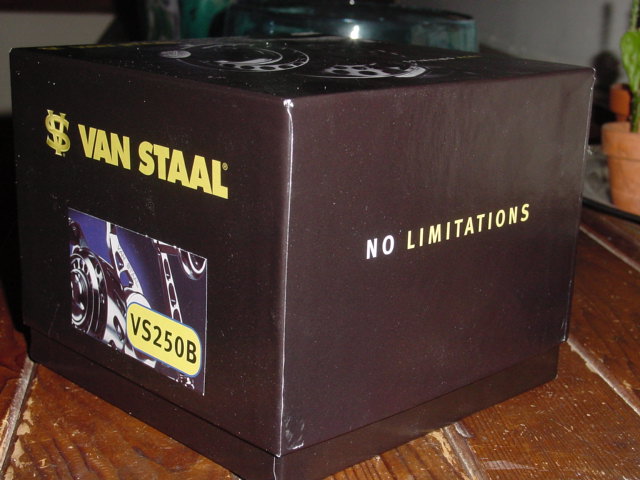 VAN STAAL®
VS250B
NO LIMITATIONS